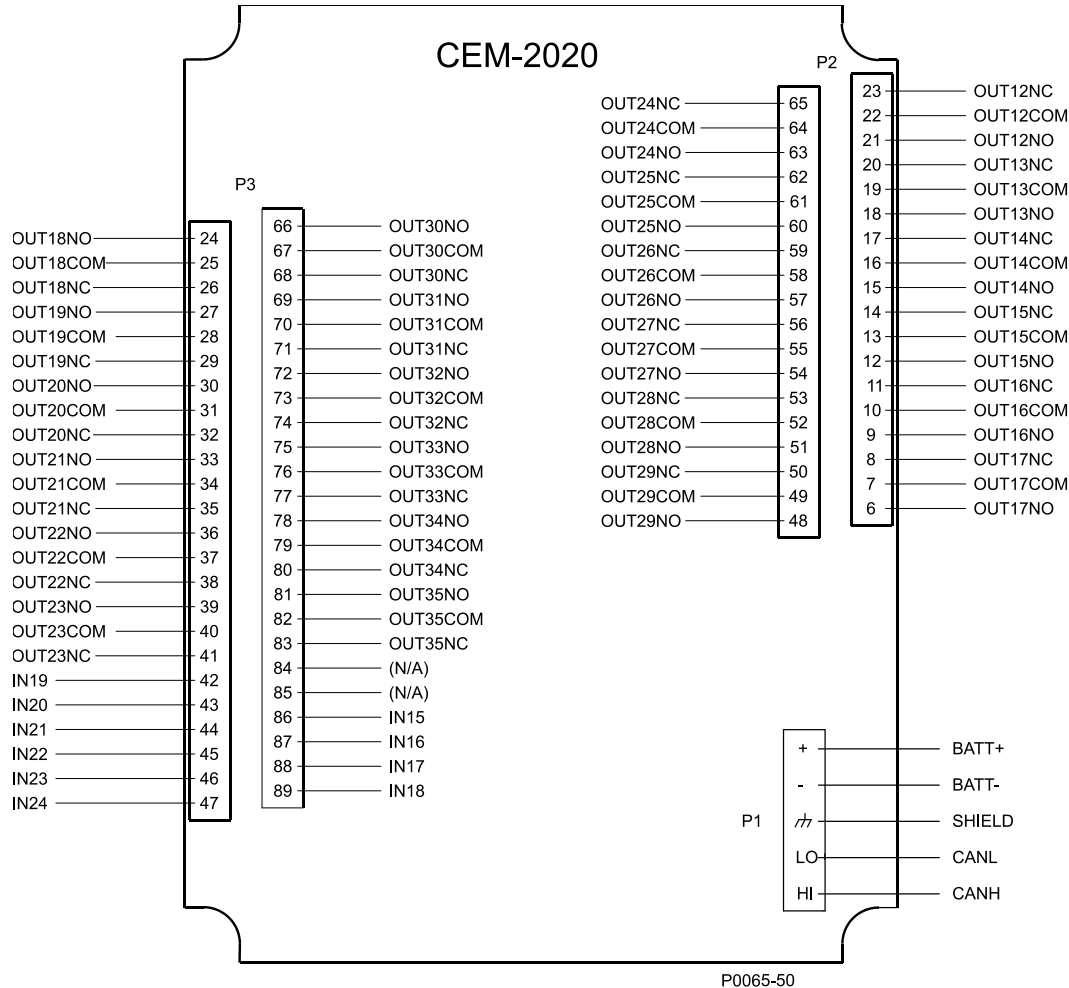 CEM-2020
P2
OUT24NC 65
OUT24COM 64
OUT24NO 63
OUT25NC 62
OUT25COM 61
OUT25NO 60
OUT26NC 59
OUT26COM 58
OUT26NO 57
OUT27NC 56
OUT27COM 55
OUT27NO 54
OUT28NC 53
OUT28COM 52
OUT28NO 51
OUT29NC 50
OUT29COM 49
OUT29NO 48
23 OUT12NC
22 OUT12COM
21 OUT12NO
20 OUT13NC
19 OUT13COM
18 OUT13NO
17 OUT14NC
16 OUT14COM
15 OUT14NO
14 OUT15NC
13 OUT15COM
12 OUT15NO
11 OUT16NC
10 OUT16COM
9 OUT16NO
8 OUT17NC
7 OUT17COM
6 OUT17NO
P3
OUT18NO 24
OUT18COM 25
OUT18NC 26
OUT19NO 27
OUT19COM 28
OUT19NC 29
OUT20NO 30
OUT20COM 31
OUT20NC 32
OUT21NO 33
OUT21COM 34
OUT21NC 35
OUT22NO 36
OUT22COM 37
OUT22NC 38
OUT23NO 39
OUT23COM 40
OUT23NC 41
IN19 42
IN20 43
IN21 44
IN22 45
IN23 46
IN24 47
66 OUT30NO
67 OUT30COM
68 OUT30NC
69 OUT31NO
70 OUT31COM
71 OUT31NC
72 OUT32NO
73 OUT32COM
74 OUT32NC
75 OUT33NO
76 OUT33COM
77 OUT33NC
78 OUT34NO
79 OUT34COM
80 OUT34NC
81 OUT35NO
82 OUT35COM
83 OUT35NC
84 (N/A)
85 (N/A)
86 IN15
87 IN16
88 IN17
89 IN18
P1
+ BATT+
- BATT-
SHIELD
LO CANL
HI CANH
P0065-50